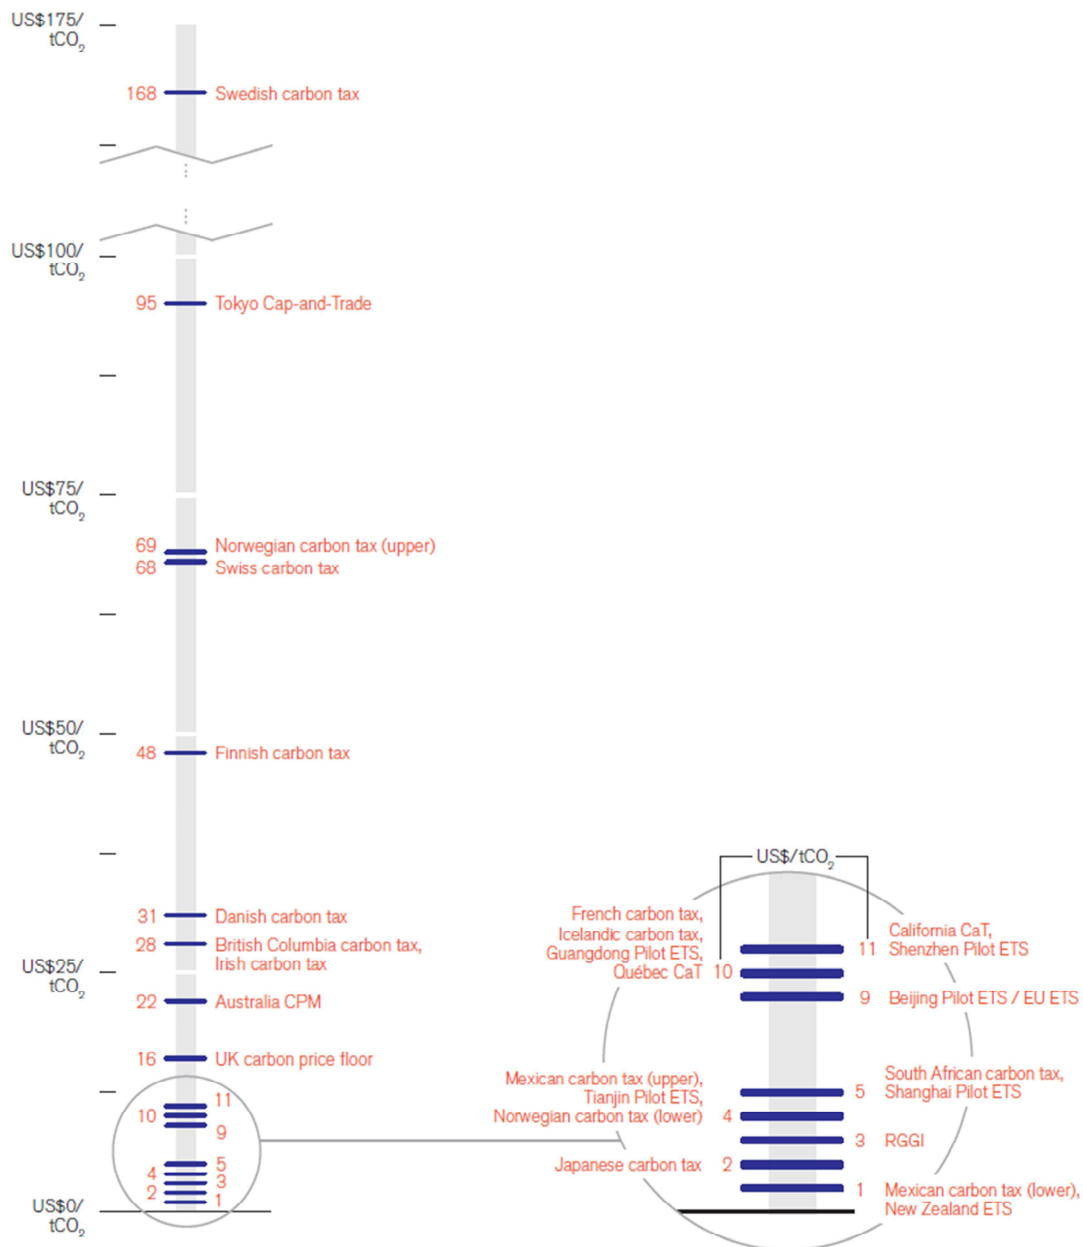 US$175/
tCO2
168 Swedish carbon tax
US$100/
tCO2
95 Tokyo Cap-and-Trade
US$75/
tCO2
69 Norwegian carbon tax (upper)
68 Swiss carbon tax
US$50/
tCO2
48 Finnish carbon tax
31 Danish carbon tax
28 British Columbia carbon tax,
Irish carbon tax
US$25/
tCO2
22 Australia CPM
16 UK carbon price floor
11
10
9
5
4
3
2
1
US$0/
tCO2
US$/tCO2
French carbon tax,
Icelandic carbon tax,
Guangdong Pilot ETS,
Québec CaT 10
California CaT,
11 Shenzhen Pilot ETS
9 Beijing Pilot ETS / EU ETS
Mexican carbon tax (upper),
Tianjin Pilot ETS,
Norwegian carbon tax (lower) 4
South African carbon tax,
5 Shanghai Pilot ETS
3 RGGI
Japanese carbon tax 2
1 Mexican carbon tax (lower),
New Zealand ETS